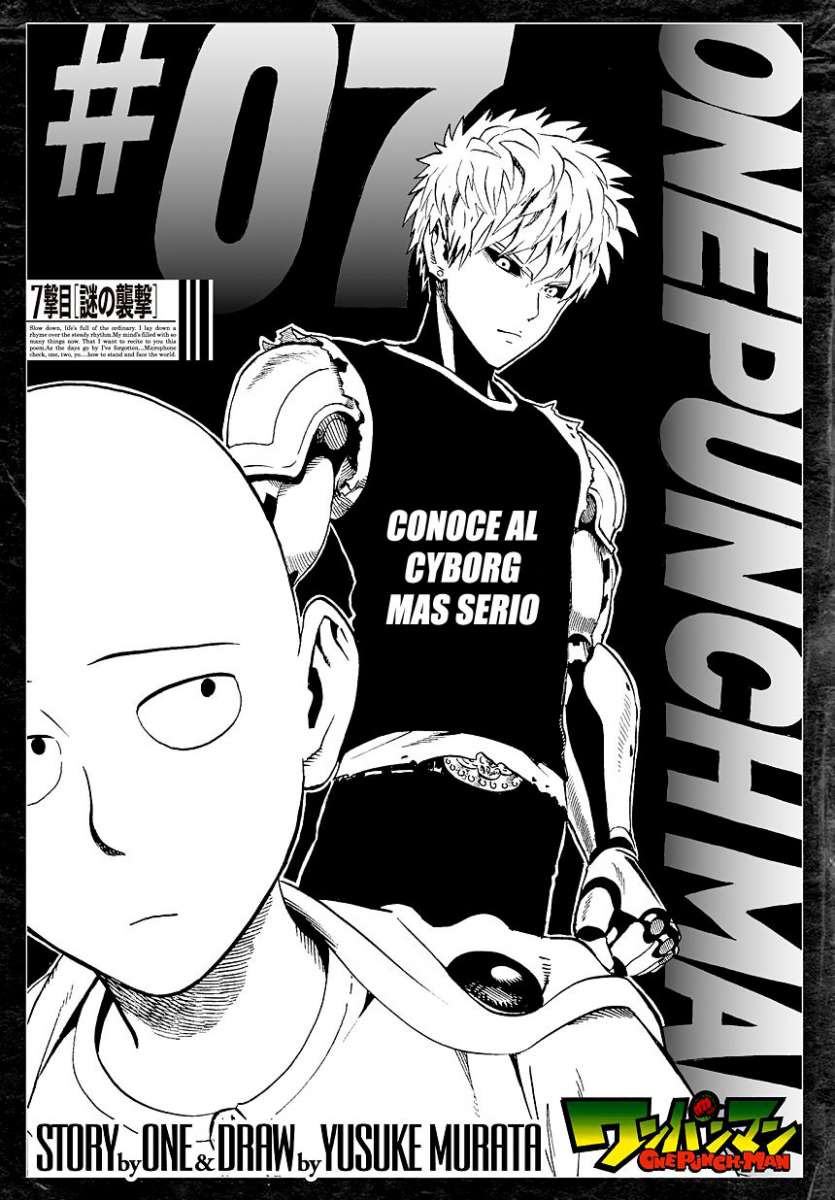 #07
ONEPUNCHMAN
7撃目[謎の襲撃]
Slow down, life's full of the ordinary. I lay down a
rhyme over the steady rhythm.My mind's filled with so
many things now. That I want to recite to you this
poem.As the days go by I've forgotten...Microphone
check, one, two, yo....how to stand and face the world.
CONOCE AL
CYBORG
MAS SERIO
STORY by ONE & DRAW by YUSUKE MURATA
ワンパンマン
ONEPUNCH-MAN